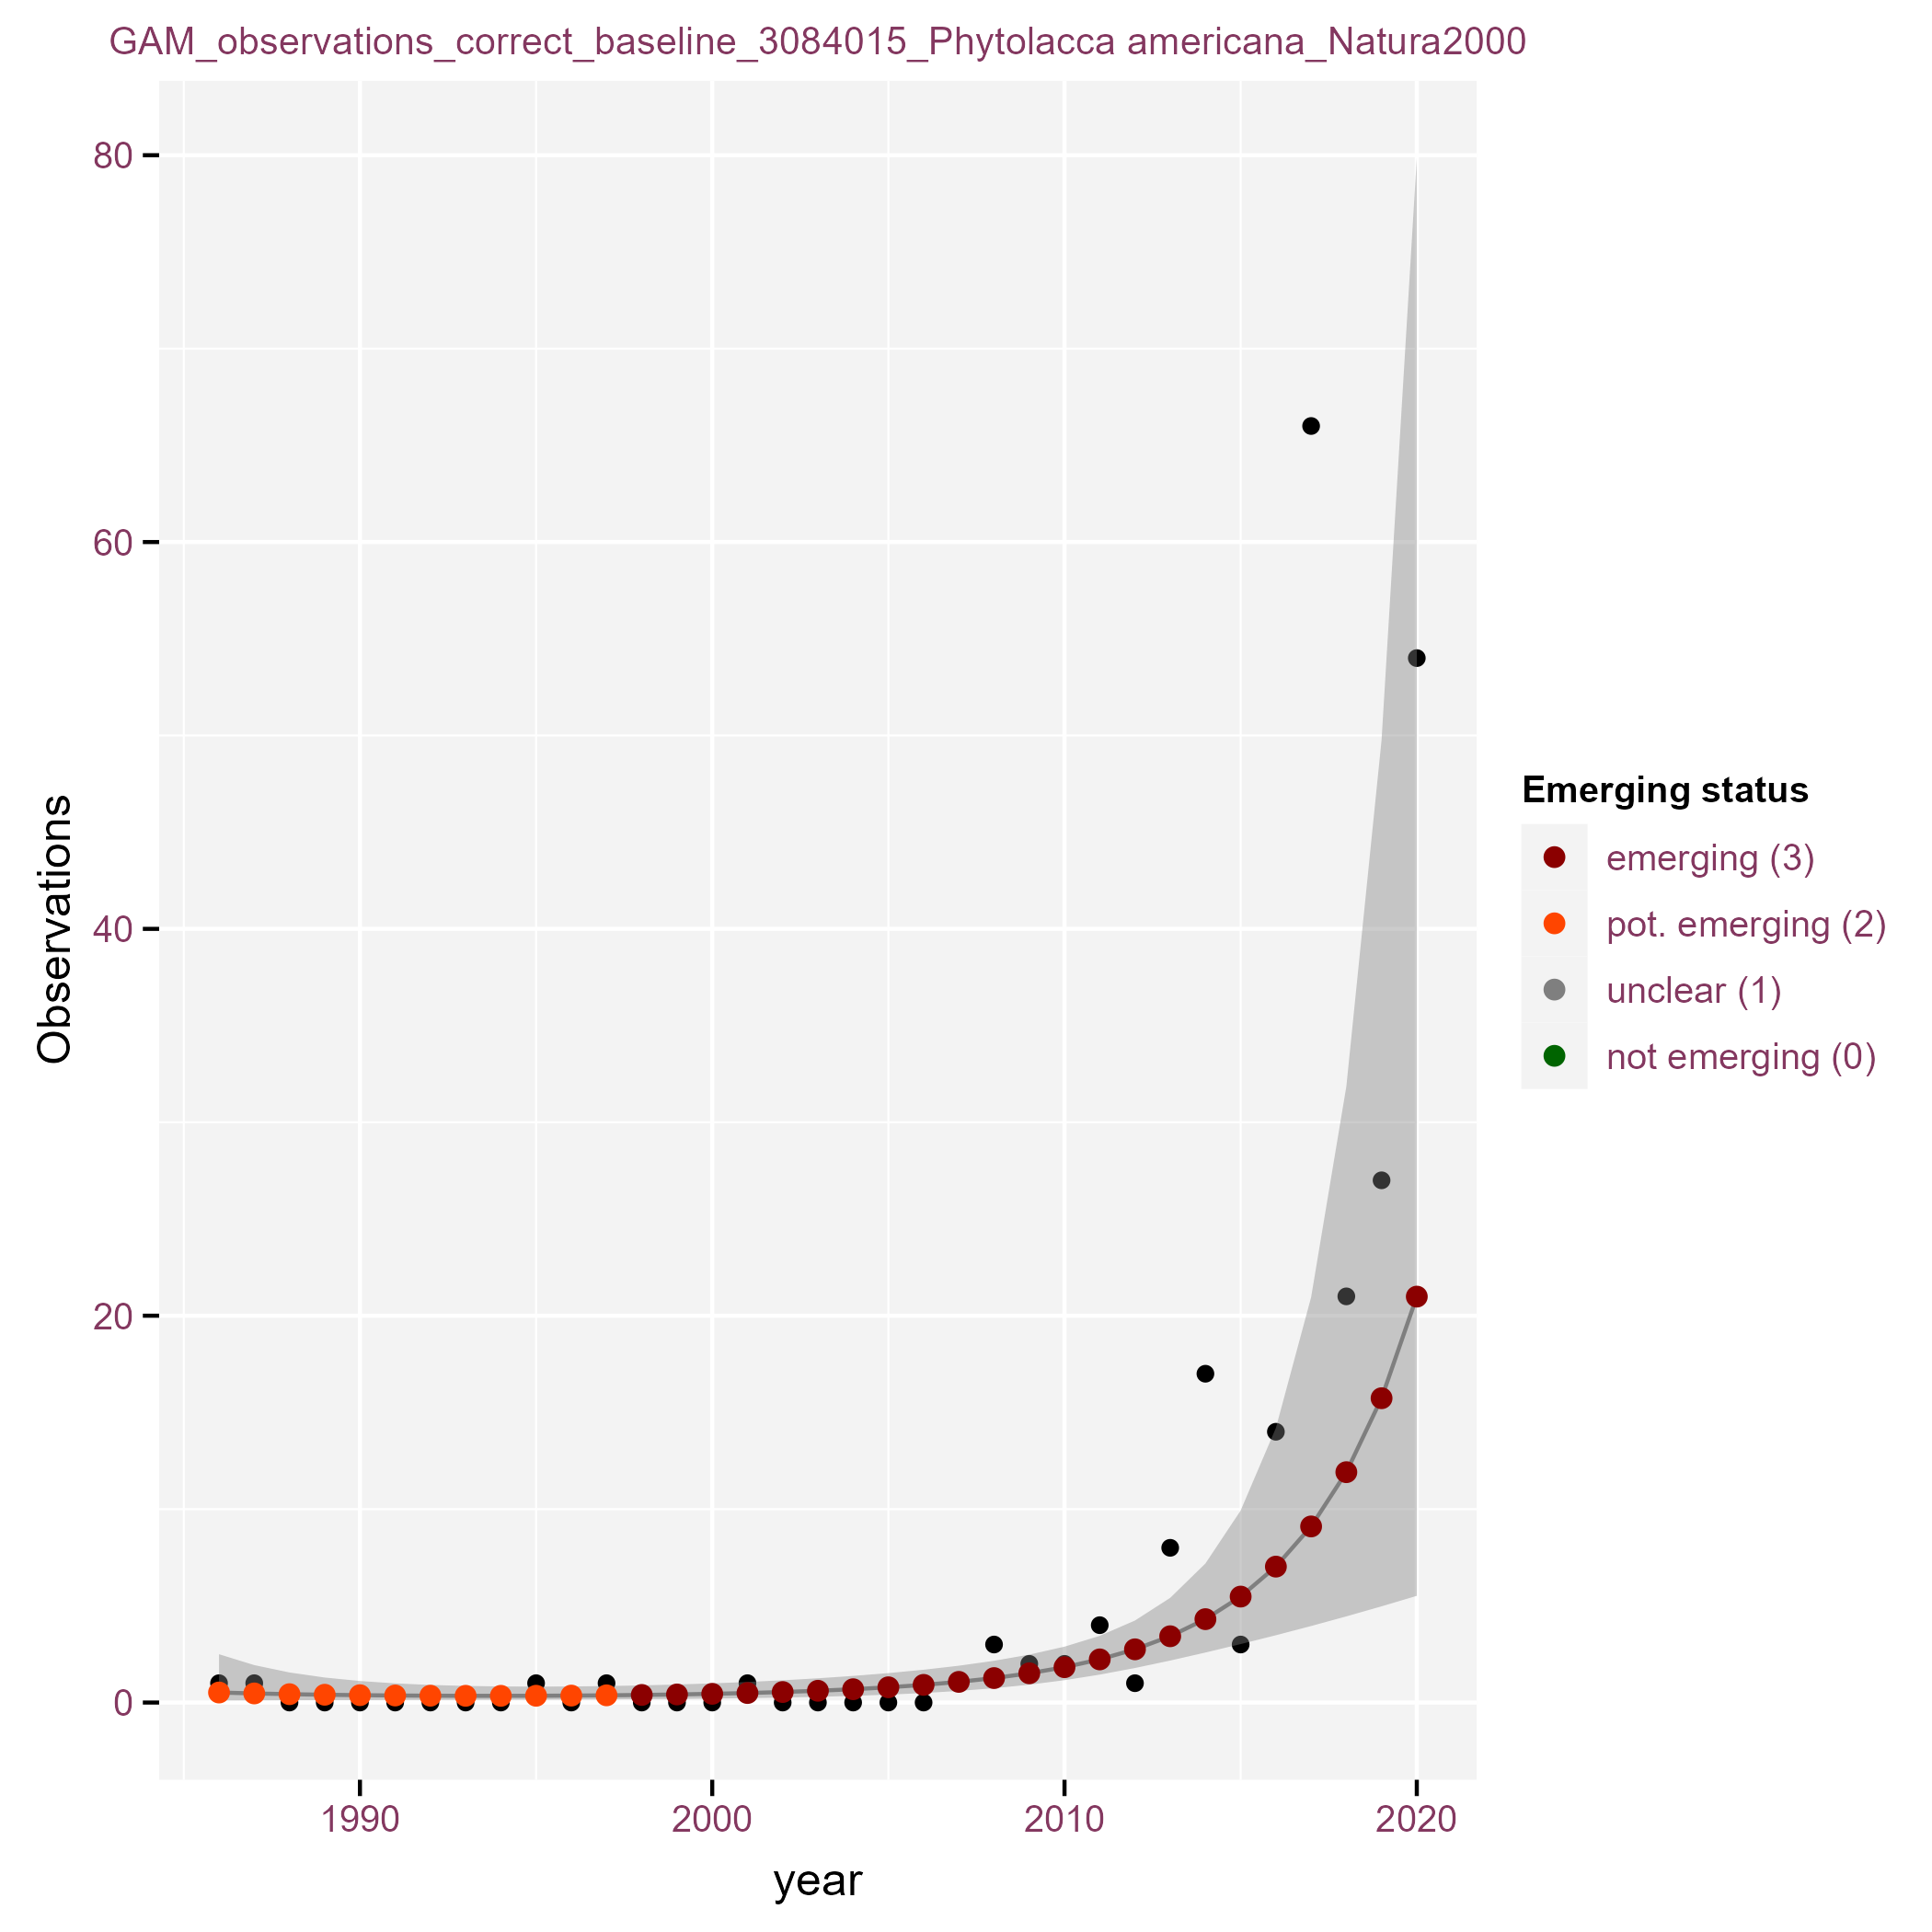 GAM_observations_correct_baseline_3084015_Phytolacca americana_Natura2000
80
60
40
20
0
Observations
1990 2000 2010 2020
year
Emerging status
emerging (3)
pot. emerging (2)
unclear (1)
not emerging (0)